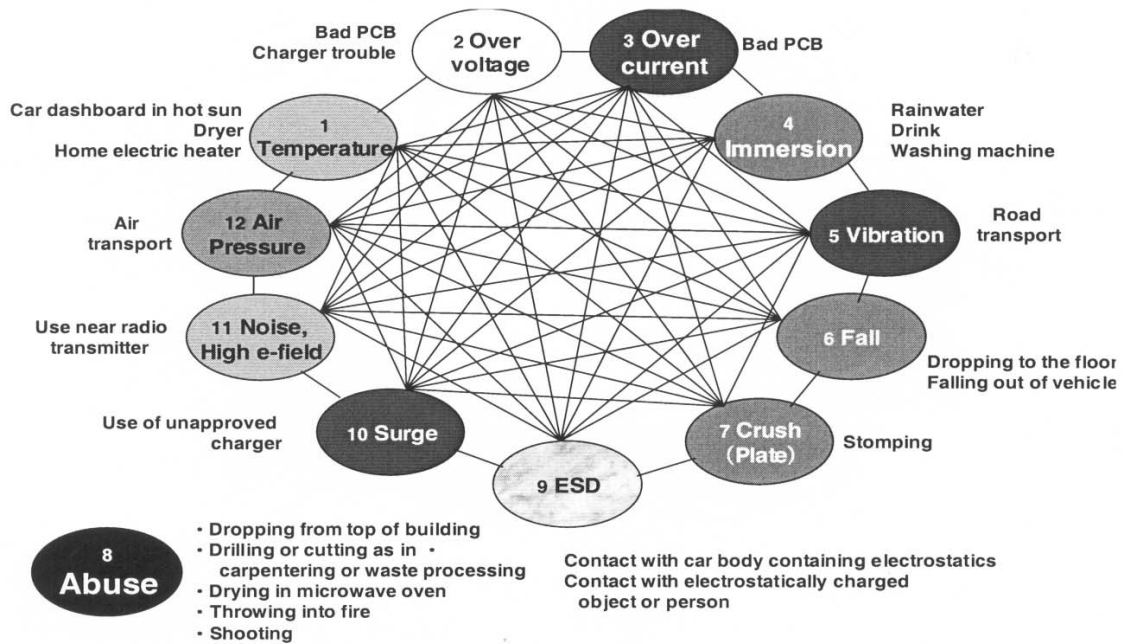 Bad PCB
Charger trouble
2 Over
voltage
3 Over
current
Bad PCB
Car dashboard in hot sun
Dryer
Home electric heater
1
Temperature
4
Immersion
Rainwater
Drink
Washing machine
Air
transport
12 Air
Pressure
5 Vibration
Road
transport
Use near radio
transmitter
11 Noise,
High e-field
6 Fall
Dropping to the floor
Falling out of vehicle
Use of unapproved
charger
10 Surge
7 Crush
(Plate)
Stomping
9 ESD
8
Abuse
· Dropping from top of building
· Drilling or cutting as in ·
carpentering or waste processing
· Drying in microwave oven
· Throwing into fire
· Shooting
Contact with car body containing electrostatics
Contact with electrostatically charged
object or person